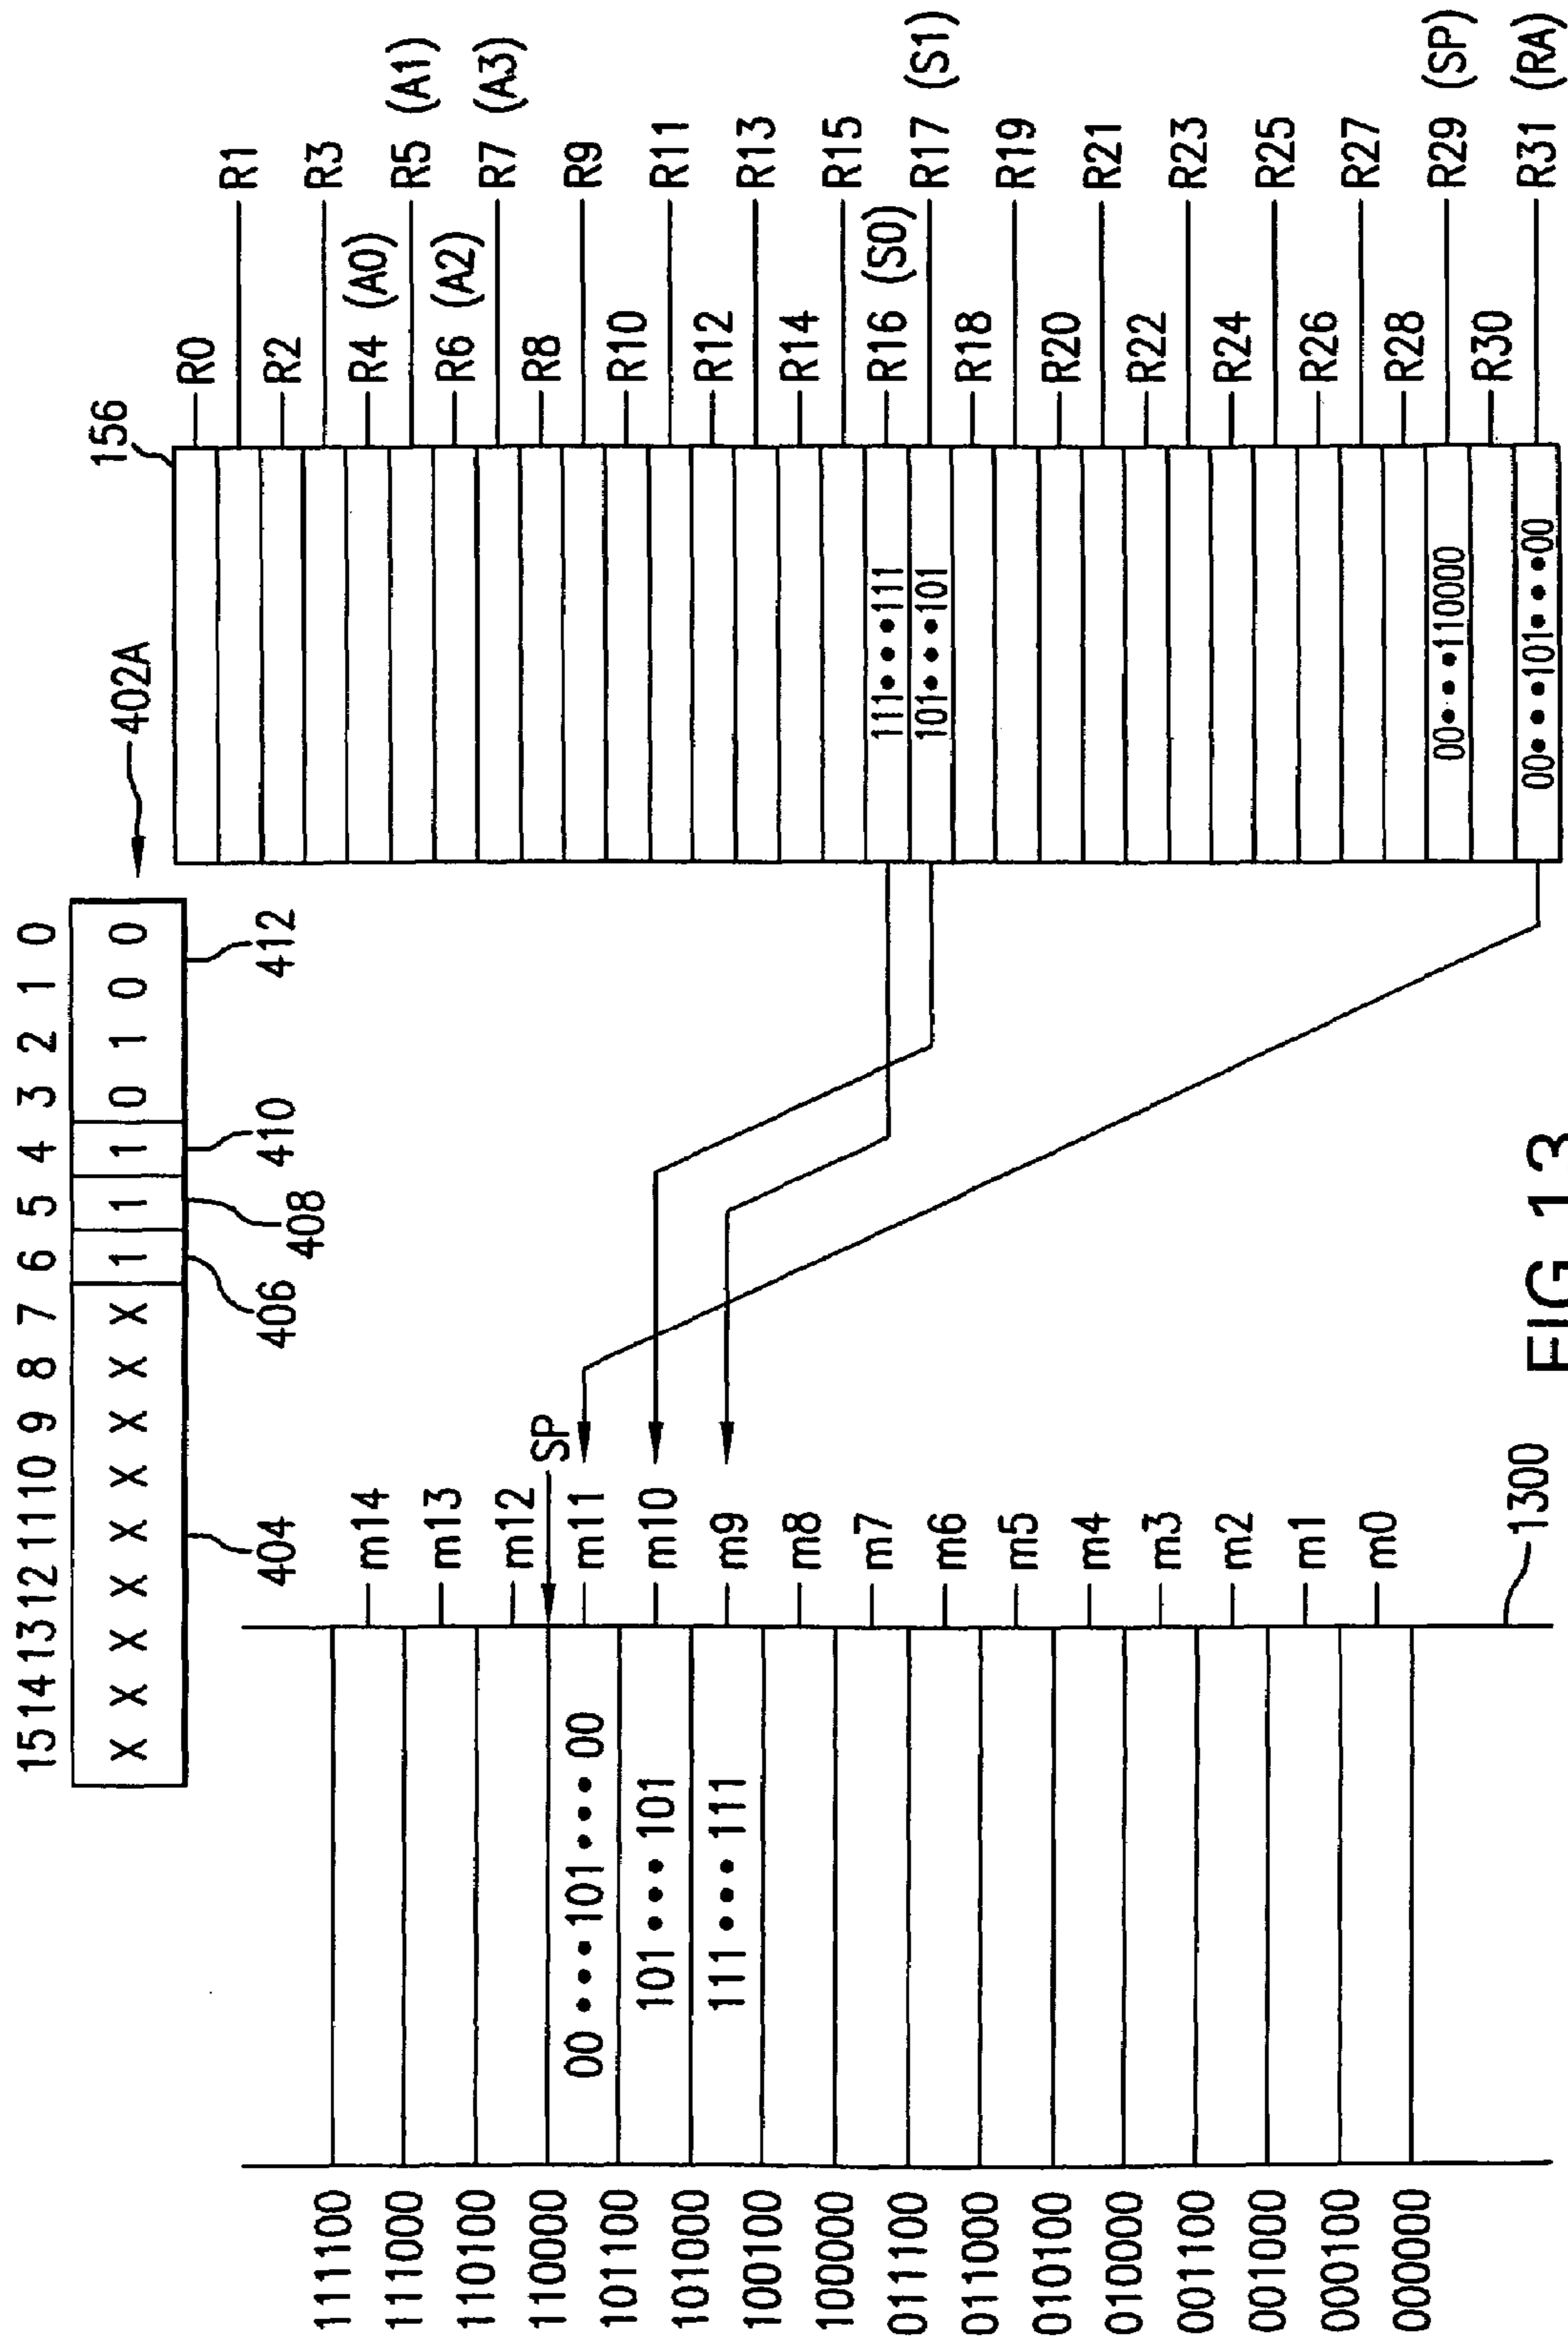 15 14 13 12 11 10 9 8 7 6 5 4 3 2 1 0
X X X X X X X X X 1 1 1 0 1 0 0
402A
404
406
408
410
412
156
R0
R1
R2
R3
R4 (A0)
R5 (A1)
R6 (A2)
R7 (A3)
R8
R9
R10
R11
R12
R13
R14
R15
R16 (S0)
111•••111
R17 (S1)
101•••101
R18
R19
R20
R21
R22
R23
R24
R25
R26
R27
R28
R29 (SP)
00•••110000
R30
R31 (RA)
00•••101•••00
111100
m14
111000
m13
110100
m12
110000
SP
00•••101•••00
m11
101100
101•••101
m10
101000
111•••111
m9
100100
m8
100000
m7
011100
m6
011000
m5
010100
m4
010000
m3
001100
m2
001000
m1
000100
m0
000000
1300
FIG.13